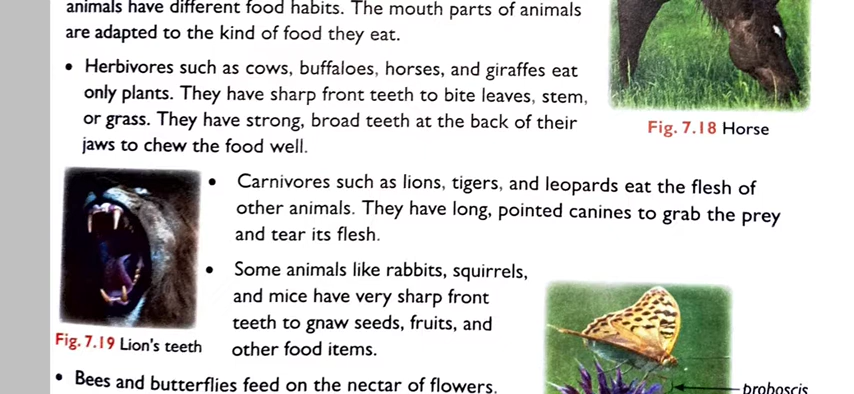 animals have different food habits. The mouth parts of animals
are adapted to the kind of food they eat.
• Herbivores such as cows, buffaloes, horses, and giraffes eat
only plants. They have sharp front teeth to bite leaves, stem,
or grass. They have strong, broad teeth at the back of their
jaws to chew the food well.
Fig. 7.18 Horse
• Carnivores such as lions, tigers, and leopards eat the flesh of
other animals. They have long, pointed canines to grab the prey
and tear its flesh.
• Some animals like rabbits, squirrels,
and mice have very sharp front
teeth to gnaw seeds, fruits, and
other food items.
Fig. 7.19 Lion's teeth
• Bees and butterflies feed on the nectar of flowers.
proboscis